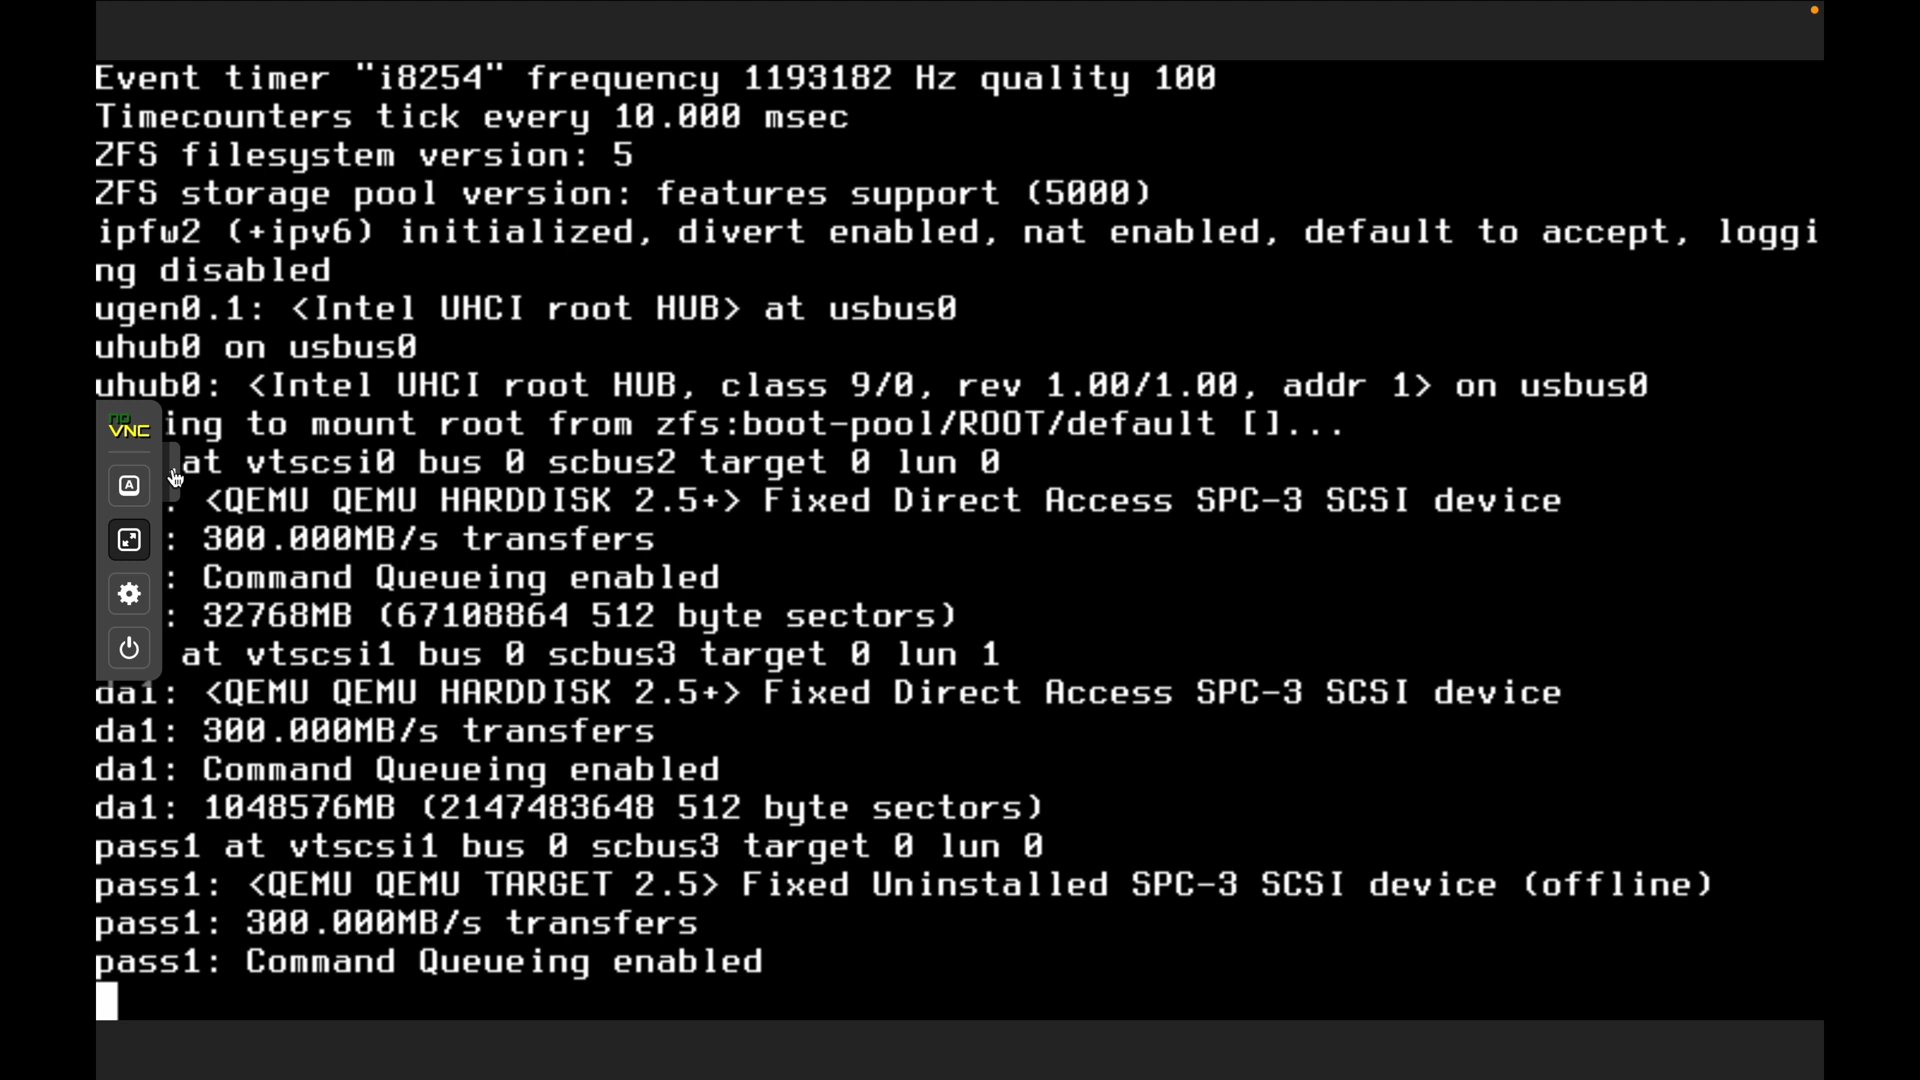 Event timer "i8254" frequency 1193182 Hz quality 100
Timecounters tick every 10.000 msec
ZFS filesystem version: 5
ZFS storage pool version: features support (5000)
ipfw2 (+ipv6) initialized, divert enabled, nat enabled, default to accept, loggi
ng disabled
ugen0.1: <Intel UHCI root HUB> at usbus0
uhub0 on usbus0
uhub0: <Intel UHCI root HUB, class 9/0, rev 1.00/1.00, addr 1> on usbus0
no
VNC
ing to mount root from zfs:boot-pool/ROOT/default []...
at vtscsi0 bus 0 scbus2 target 0 lun 0
A
: <QEMU QEMU HARDDISK 2.5+> Fixed Direct Access SPC-3 SCSI device
: 300.000MB/s transfers
: Command Queueing enabled
: 32768MB (67108864 512 byte sectors)
at vtscsi1 bus 0 scbus3 target 0 lun 1
da1: <QEMU QEMU HARDDISK 2.5+> Fixed Direct Access SPC-3 SCSI device
da1: 300.000MB/s transfers
da1: Command Queueing enabled
da1: 1048576MB (2147483648 512 byte sectors)
pass1 at vtscsi1 bus 0 scbus3 target 0 lun 0
pass1: <QEMU QEMU TARGET 2.5> Fixed Uninstalled SPC-3 SCSI device (offline)
pass1: 300.000MB/s transfers
pass1: Command Queueing enabled